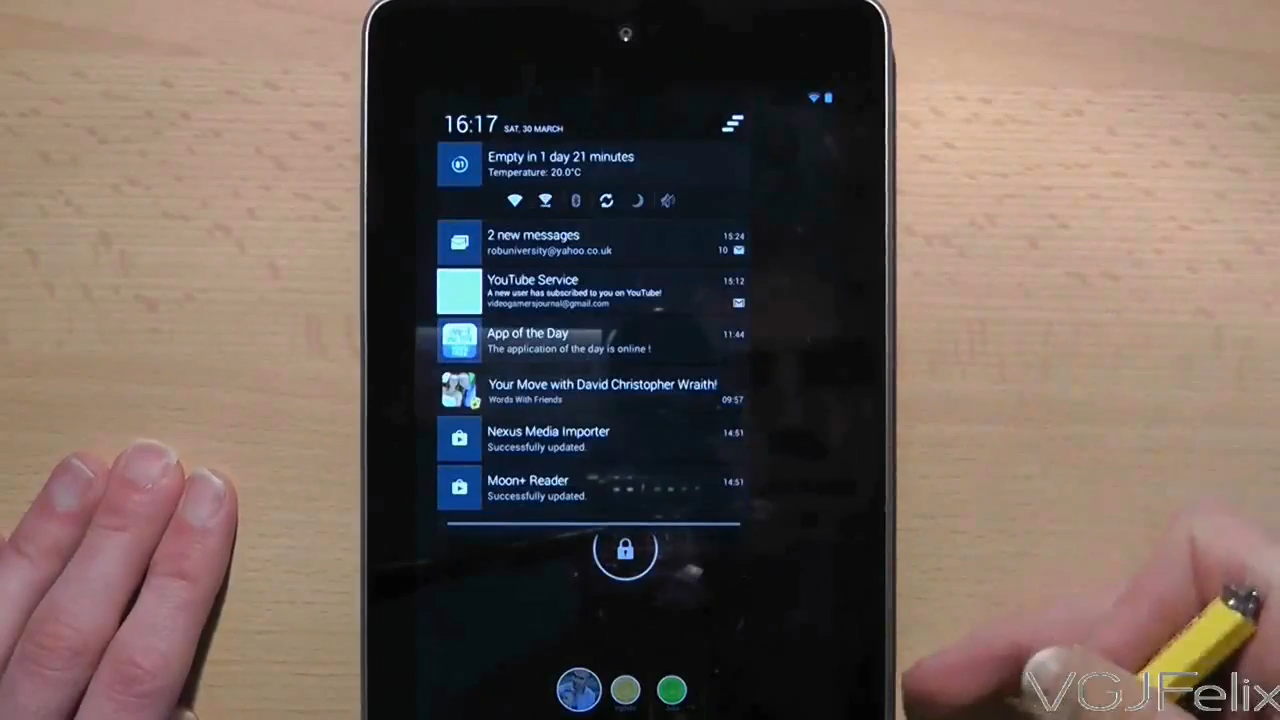 16:17 SAT, 30 MARCH
81
Empty in 1 day 21 minutes
Temperature: 20.0°C
2 new messages 15:24
robuniversity@yahoo.co.uk 10
YouTube Service 15:12
A new user has subscribed to you on YouTube!
videogamersjournal@gmail.com
App of the Day 11:44
The application of the day is online !
Your Move with David Christopher Wraith!
Words With Friends 09:57
Nexus Media Importer 14:51
Successfully updated.
Moon+ Reader 14:51
Successfully updated.
VGJFelix